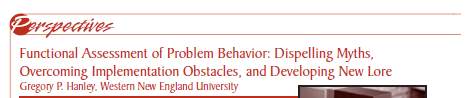 Perspectives
Functional Assessment of Problem Behavior: Dispelling Myths,
Overcoming Implementation Obstacles, and Developing New Lore
Gregory P. Hanley, Western New England University